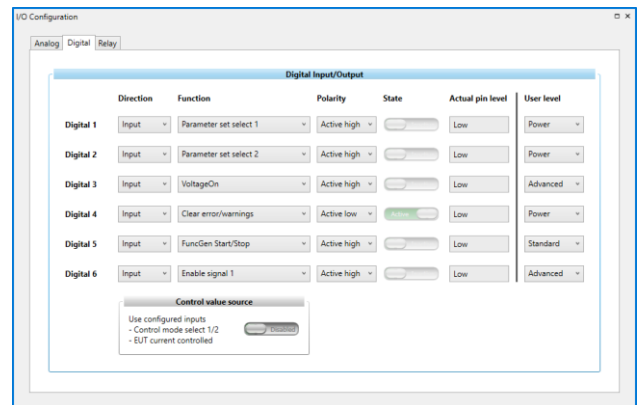 I/O Configuration
Analog Digital Relay
Digital Input/Output
Direction Function Polarity State Actual pin level User level
Digital 1 Input Parameter set select 1 Active high Low Power
Digital 2 Input Parameter set select 2 Active high Low Power
Digital 3 Input VoltageOn Active high Low Advanced
Digital 4 Input Clear error/warnings Active low Active Low Power
Digital 5 Input FuncGen Start/Stop Active high Low Standard
Digital 6 Input Enable signal 1 Active high Low Advanced
Control value source
Use configured inputs
- Control mode select 1/2 Disabled
- EUT current controlled